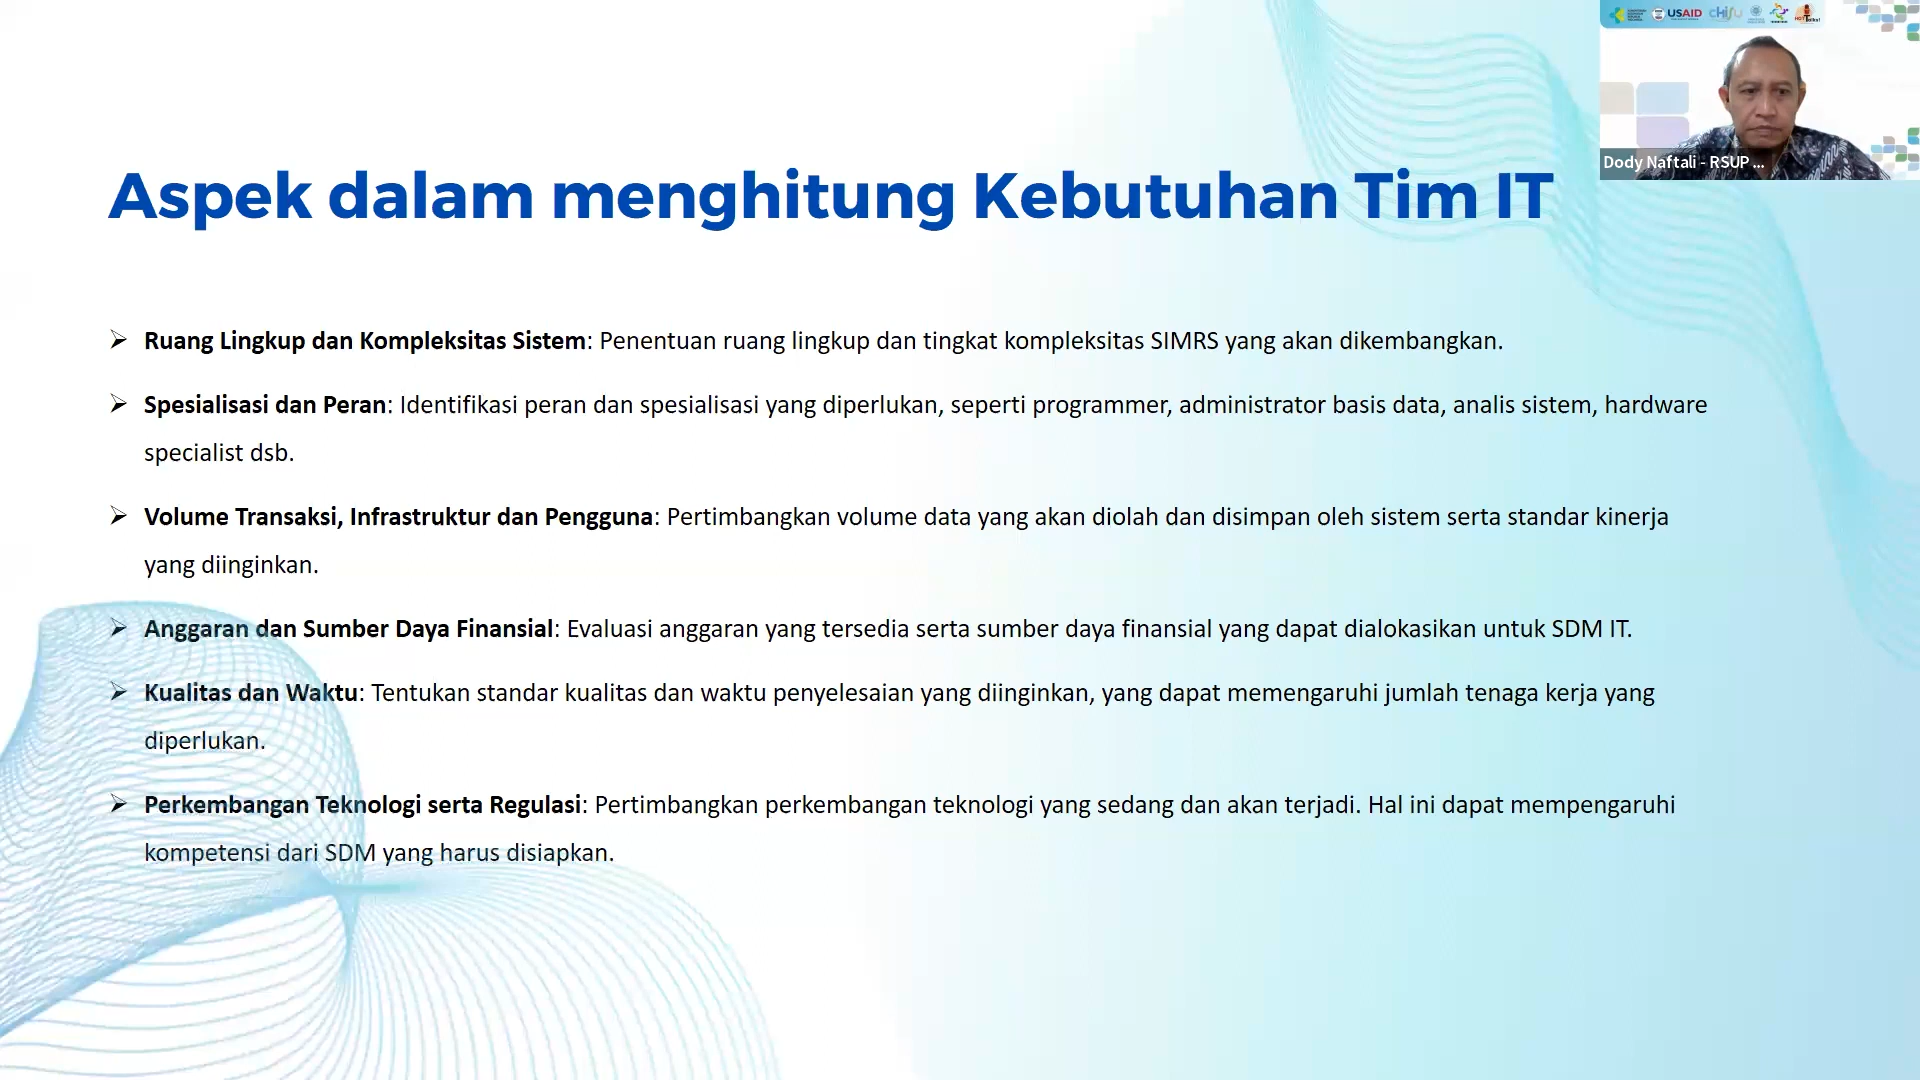 USAID
CHISU
Dody Naftali - RSUP ...
Aspek dalam menghitung Kebutuhan Tim IT
➢ Ruang Lingkup dan Kompleksitas Sistem: Penentuan ruang lingkup dan tingkat kompleksitas SIMRS yang akan dikembangkan.
➢ Spesialisasi dan Peran: Identifikasi peran dan spesialisasi yang diperlukan, seperti programmer, administrator basis data, analis sistem, hardware
specialist dsb.
➢ Volume Transaksi, Infrastruktur dan Pengguna: Pertimbangkan volume data yang akan diolah dan disimpan oleh sistem serta standar kinerja
yang diinginkan.
➢ Anggaran dan Sumber Daya Finansial: Evaluasi anggaran yang tersedia serta sumber daya finansial yang dapat dialokasikan untuk SDM IT.
➢ Kualitas dan Waktu: Tentukan standar kualitas dan waktu penyelesaian yang diinginkan, yang dapat memengaruhi jumlah tenaga kerja yang
diperlukan.
➢ Perkembangan Teknologi serta Regulasi: Pertimbangkan perkembangan teknologi yang sedang dan akan terjadi. Hal ini dapat mempengaruhi
kompetensi dari SDM yang harus disiapkan.